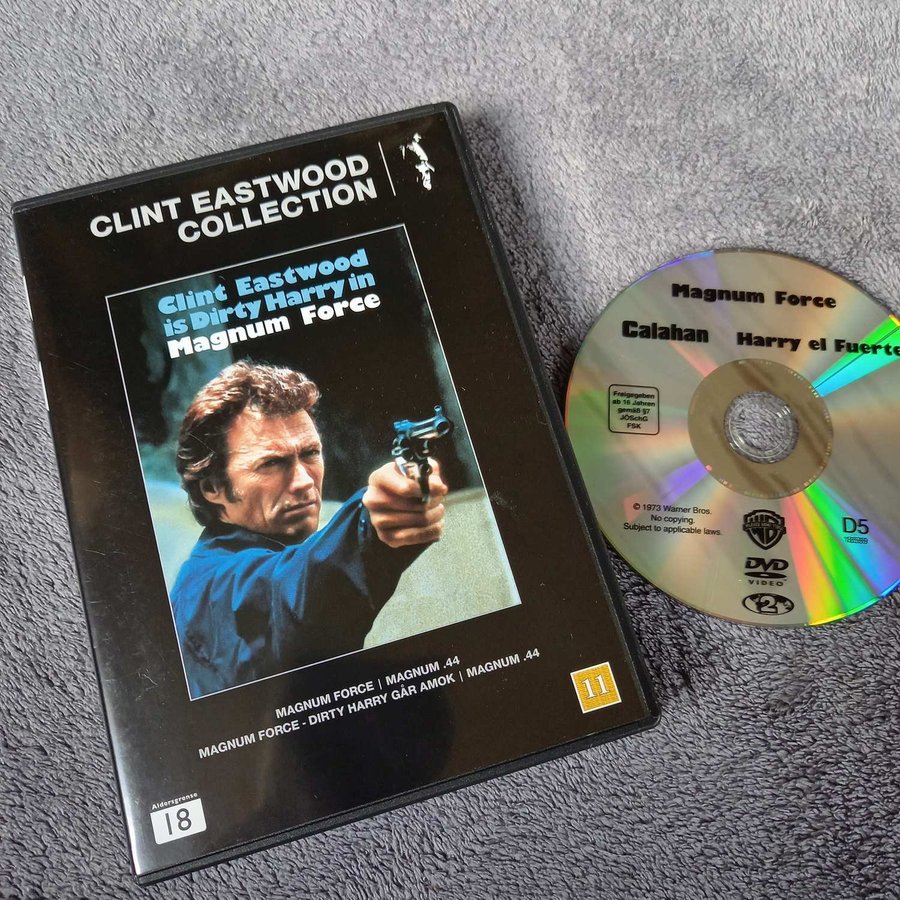 CLINT EASTWOOD
COLLECTION
Clint Eastwood
is Dirty Harry in
Magnum Force
MAGNUM FORCE | MAGNUM .44
MAGNUM FORCE - DIRTY HARRY GÅR AMOK | MAGNUM .44
11
Aldersgrense
18
Magnum Force
Calahan Harry el Fuerte
Freigegeben
ab 16 Jahren
gemäß §7
JÖSchG
FSK
© 1973 Warner Bros.
No copying.
Subject to applicable laws.
D5
DVD
VIDEO
2